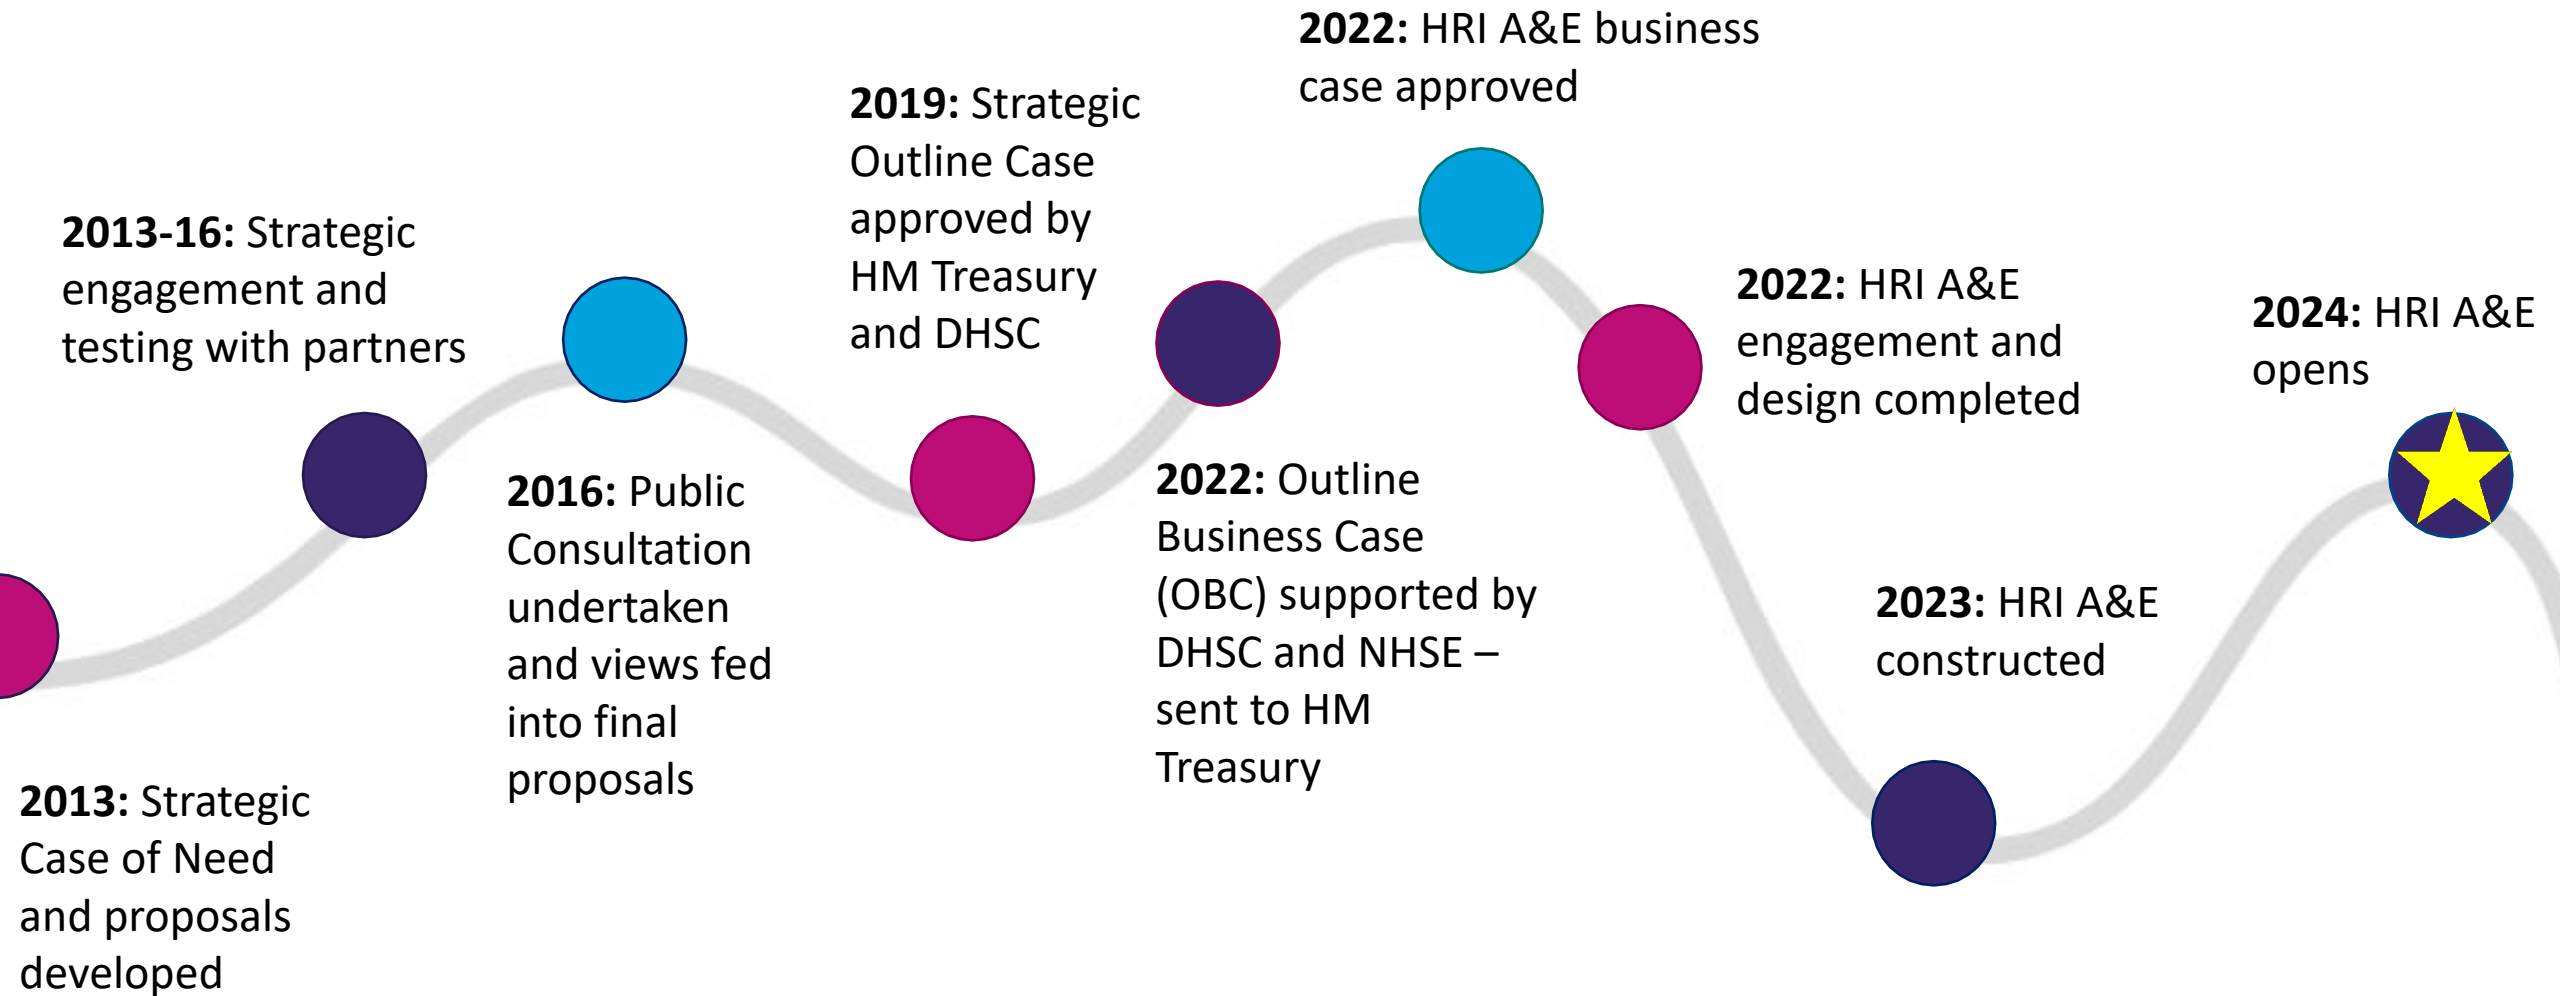 2013: Strategic
Case of Need
and proposals
developed
2013-16: Strategic
engagement and
testing with partners
2016: Public
Consultation
undertaken
and views fed
into final
proposals
2019: Strategic
Outline Case
approved by
HM Treasury
and DHSC
2022: Outline
Business Case
(OBC) supported by
DHSC and NHSE –
sent to HM
Treasury
2022: HRI A&E business
case approved
2022: HRI A&E
engagement and
design completed
2023: HRI A&E
constructed
2024: HRI A&E
opens